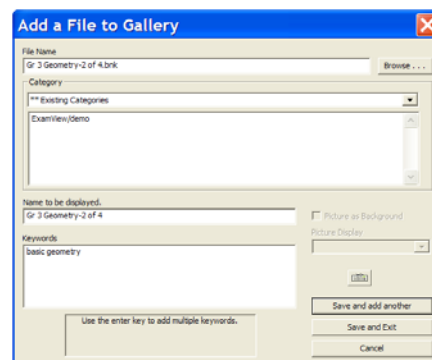 Add a File to Gallery
File Name
Gr 3 Geometry-2 of 4.bnk
Browse . . .
Category
** Existing Categories
ExamView/demo
Name to be displayed.
Gr 3 Geometry-2 of 4
Picture as Background
Picture Display
Keywords
basic geometry
Save and add another
Use the enter key to add multiple keywords.
Save and Exit
Cancel